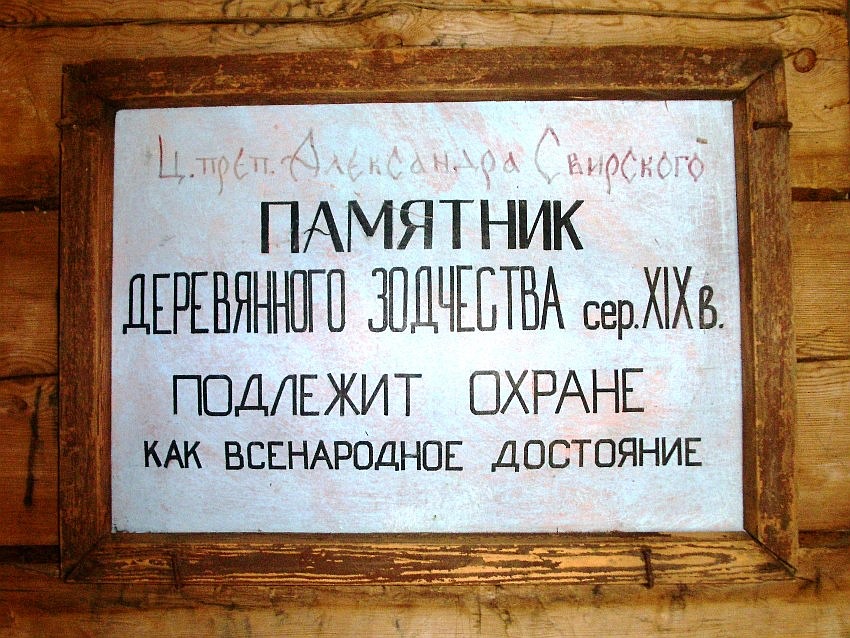 Ц. преп. Александра Свирского
ПАМЯТНИК
ДЕРЕВЯННОГО ЗОДЧЕСТВА сер. XIX в.
ПОДЛЕЖИТ ОХРАНЕ
КАК ВСЕНАРОДНОЕ ДОСТОЯНИЕ